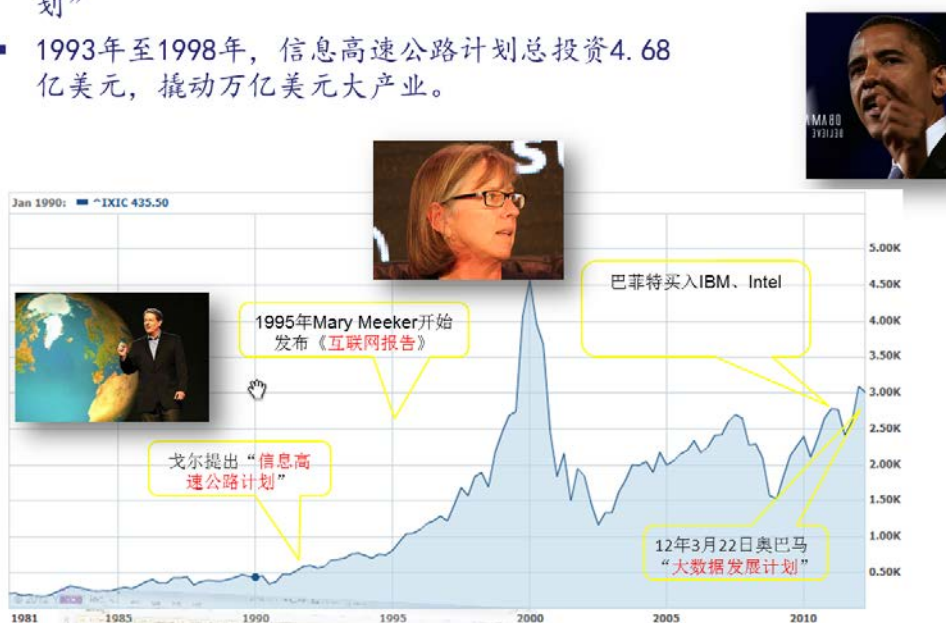 划”
▪ 1993年至1998年，信息高速公路计划总投资4.68
亿美元，撬动万亿美元大产业。
OBAMA
BELIEVE
Jan 1990: ^IXIC 435.50
5.00K
4.50K
4.00K
3.50K
3.00K
2.50K
2.00K
1.50K
1.00K
0.50K
巴菲特买入IBM、Intel
1995年Mary Meeker开始
发布《互联网报告》
戈尔提出“信息高
速公路计划”
12年3月22日奥巴马
“大数据发展计划”
1981
1985
1990
1995
2000
2005
2010